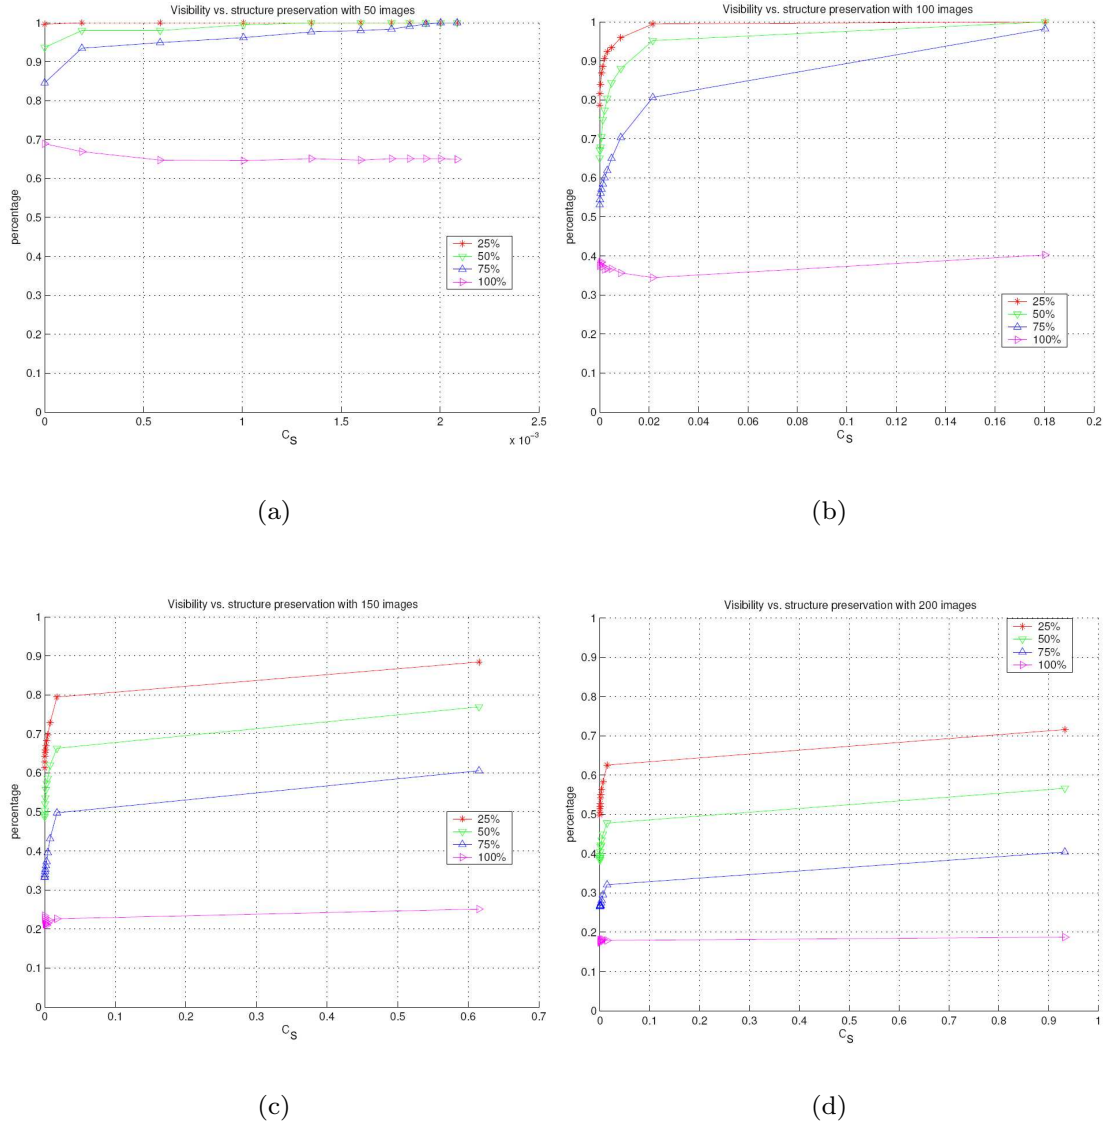 Visibility vs. structure preservation with 50 images
1
0.9
0.8
0.7
0.6
0.5
0.4
0.3
0.2
0.1
0
percentage
25%
50%
75%
100%
0 0.5 1 1.5 2 2.5
C_S
x 10^-3
(a)
Visibility vs. structure preservation with 100 images
1
0.9
0.8
0.7
0.6
0.5
0.4
0.3
0.2
0.1
0
percentage
25%
50%
75%
100%
0 0.02 0.04 0.06 0.08 0.1 0.12 0.14 0.16 0.18 0.2
C_S
(b)
Visibility vs. structure preservation with 150 images
1
0.9
0.8
0.7
0.6
0.5
0.4
0.3
0.2
0.1
0
percentage
25%
50%
75%
100%
0 0.1 0.2 0.3 0.4 0.5 0.6 0.7
C_S
(c)
Visibility vs. structure preservation with 200 images
1
0.9
0.8
0.7
0.6
0.5
0.4
0.3
0.2
0.1
0
percentage
25%
50%
75%
100%
0 0.1 0.2 0.3 0.4 0.5 0.6 0.7 0.8 0.9 1
C_S
(d)